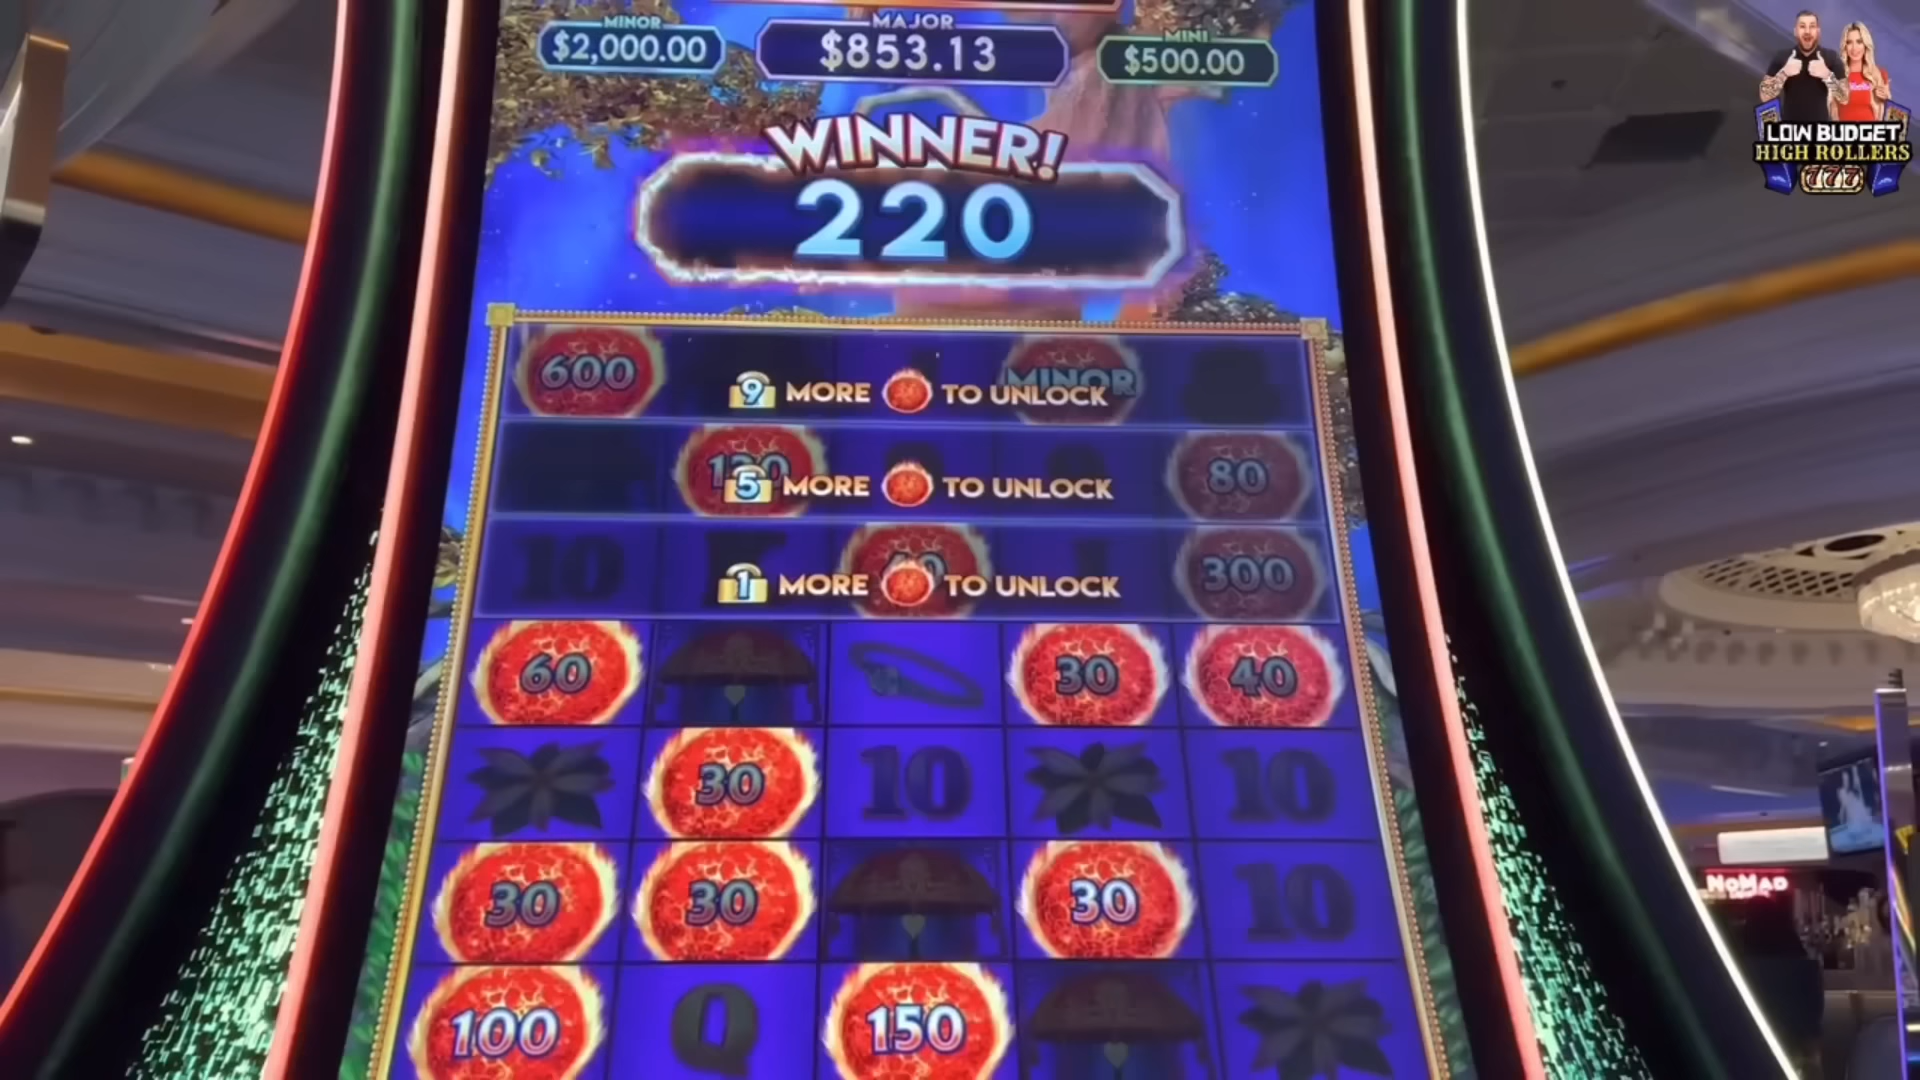 MINOR
$2,000.00
MAJOR
$853.13
MINI
$500.00
LOW BUDGET
HIGH ROLLERS
777
WINNER!
220
600
MINOR
9 MORE TO UNLOCK
80
5 MORE TO UNLOCK
10
300
1 MORE TO UNLOCK
60
30
40
30
10
10
30
30
30
10
NOMAD
100
Q
150